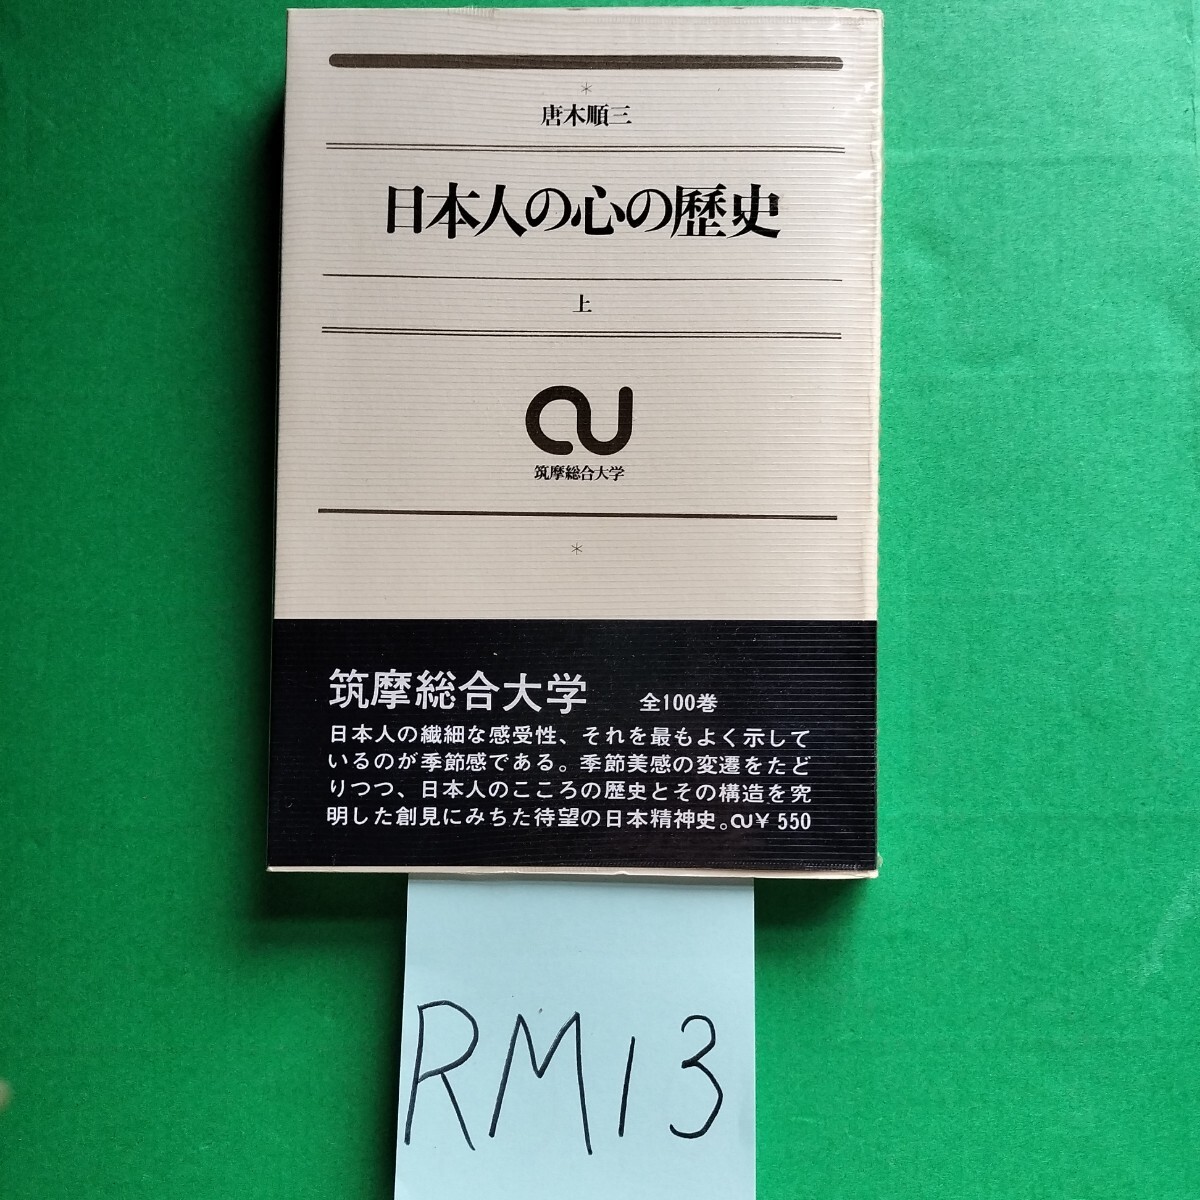 *
唐木順三
日本人の心の歷史
上
筑摩総合大学
*
筑摩総合大学 全100巻
日本人の繊細な感受性、それを最もよく示して
いるのが季節感である。季節美感の変遷をたど
りつつ、日本人のこころの歴史とその構造を究
明した創見にみちた待望の日本精神史。¥550
RM13